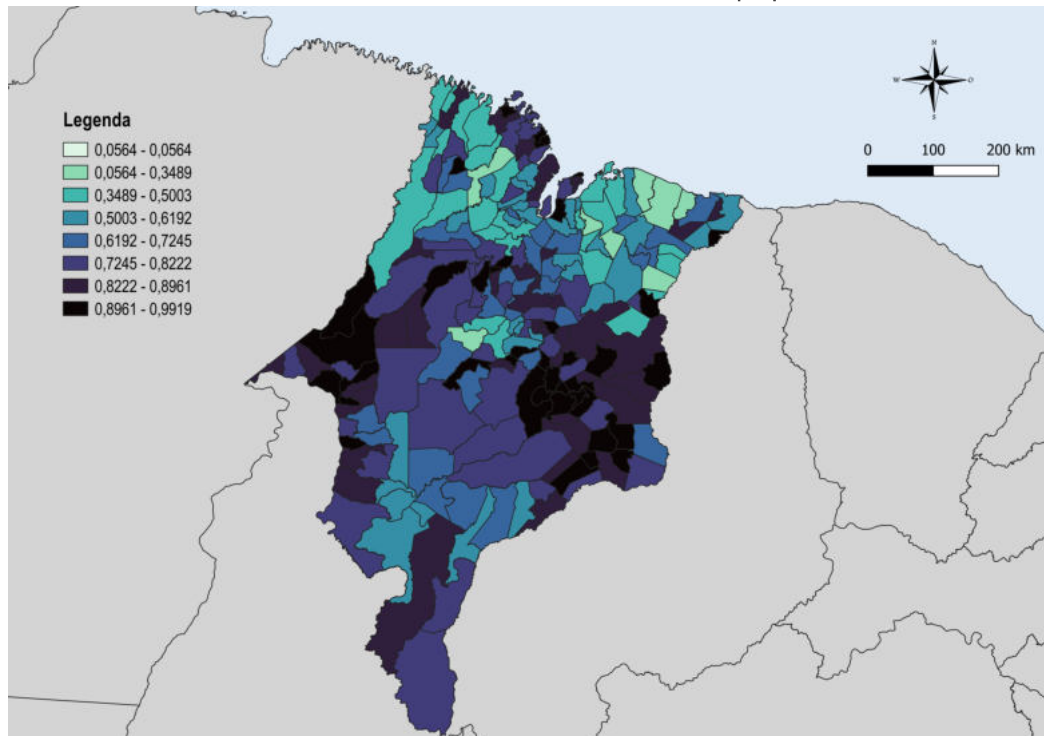 N
W
O
S
Legenda
0,0564 - 0,0564
0,0564 - 0,3489
0,3489 - 0,5003
0,5003 - 0,6192
0,6192 - 0,7245
0,7245 - 0,8222
0,8222 - 0,8961
0,8961 - 0,9919
0 100 200 km